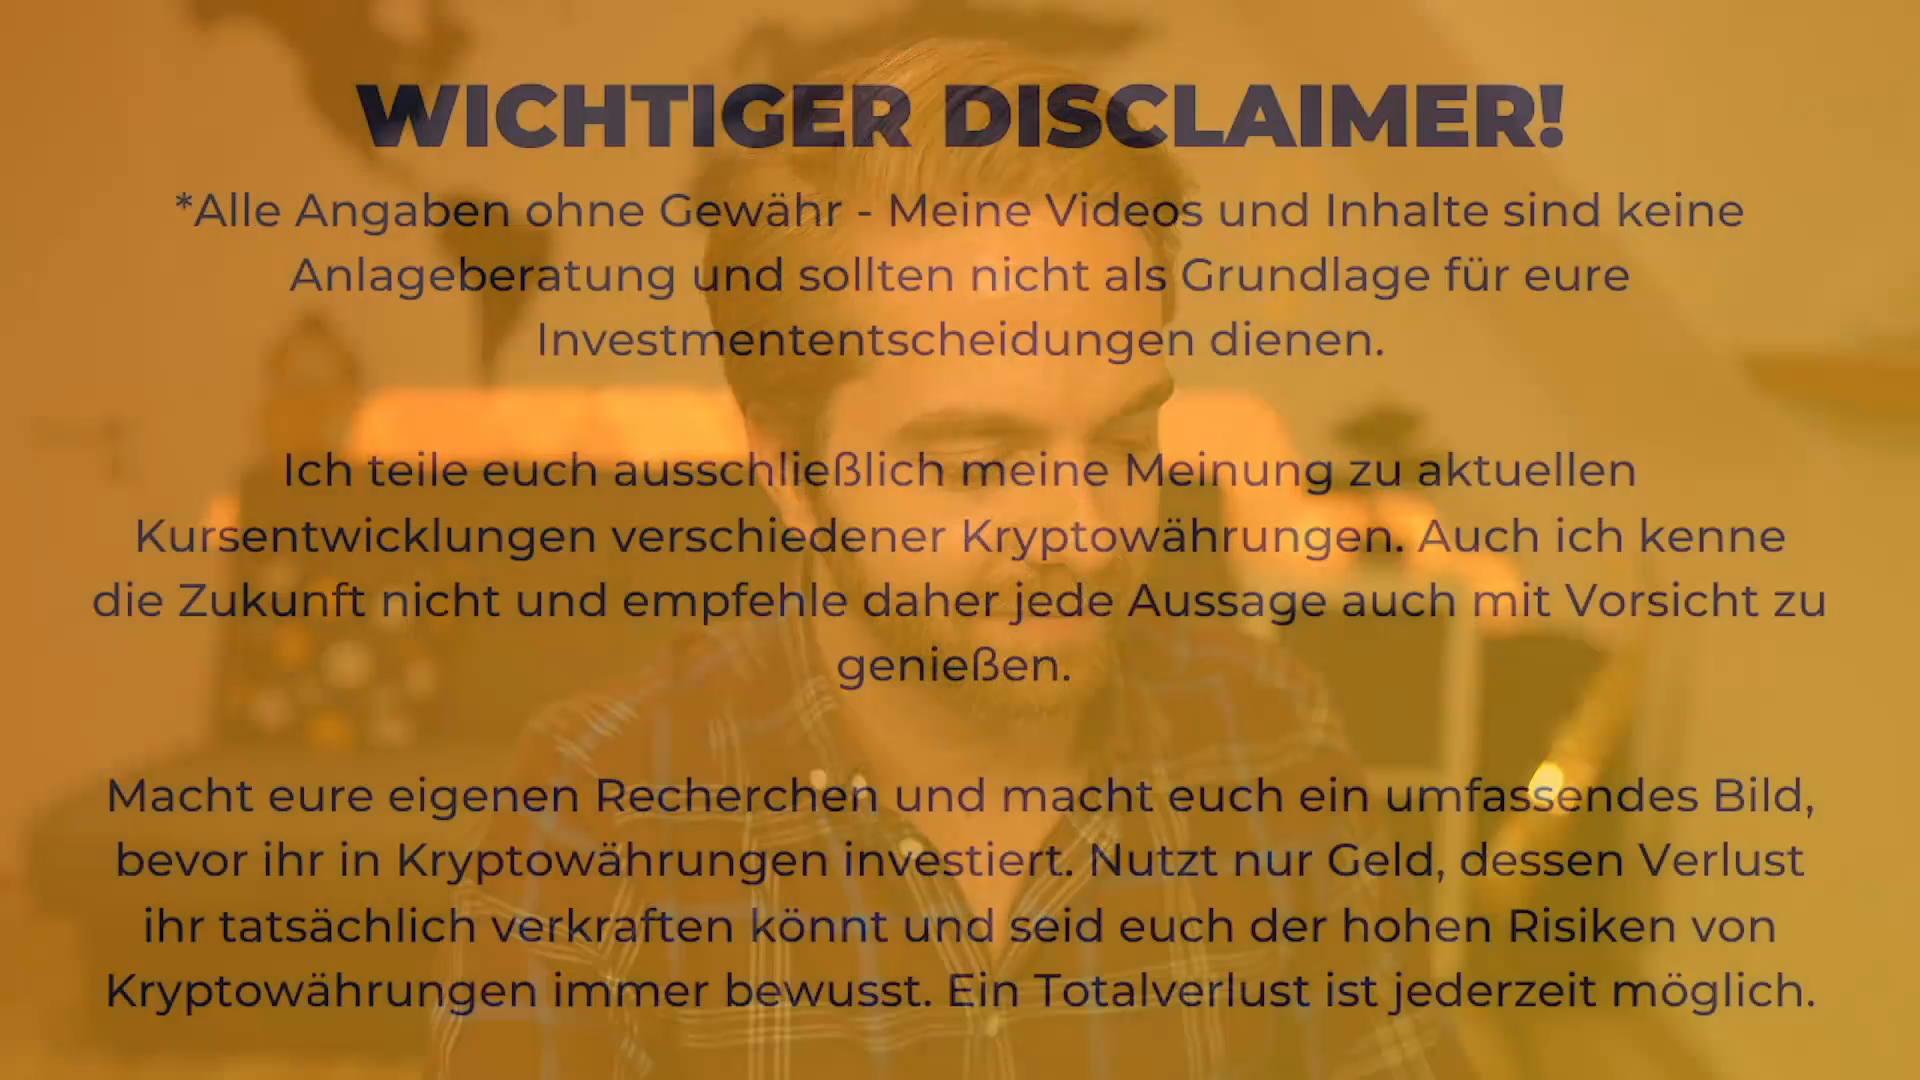 WICHTIGER DISCLAIMER!
*Alle Angaben ohne Gewähr - Meine Videos und Inhalte sind keine
Anlageberatung und sollten nicht als Grundlage für eure
Investmententscheidungen dienen.
Ich teile euch ausschließlich meine Meinung zu aktuellen
Kursentwicklungen verschiedener Kryptowährungen. Auch ich kenne
die Zukunft nicht und empfehle daher jede Aussage auch mit Vorsicht zu
genießen.
Macht eure eigenen Recherchen und macht euch ein umfassendes Bild,
bevor ihr in Kryptowährungen investiert. Nutzt nur Geld, dessen Verlust
ihr tatsächlich verkraften könnt und seid euch der hohen Risiken von
Kryptowährungen immer bewusst. Ein Totalverlust ist jederzeit möglich.